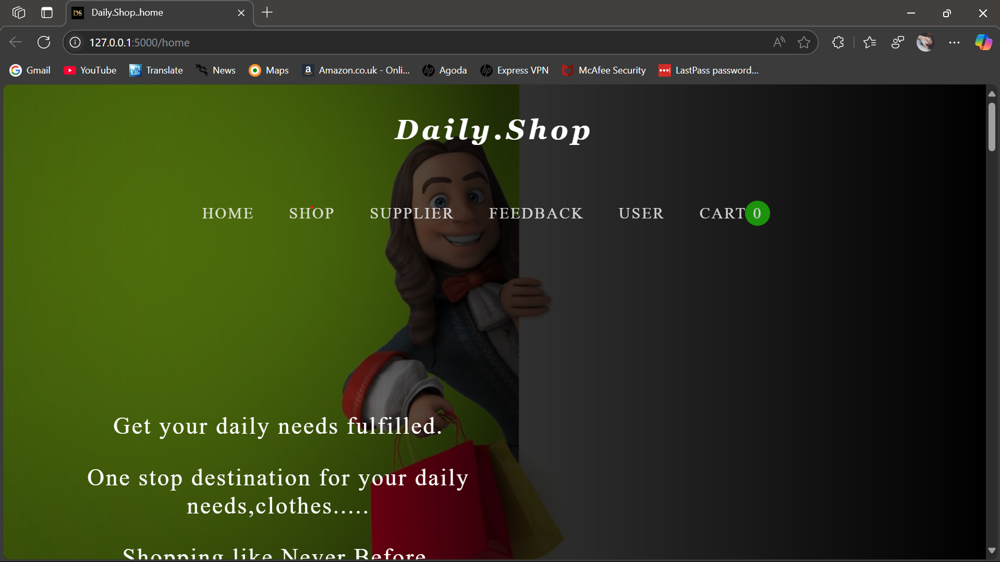 DS Daily.Shop..home
127.0.0.1:5000/home
Gmail YouTube Translate News Maps Amazon.co.uk - Onli... Agoda Express VPN McAfee Security LastPass password...
Daily.Shop
HOME SHOP SUPPLIER FEEDBACK USER CART 0
Get your daily needs fulfilled.
One stop destination for your daily
needs,clothes.....
Shopping like Never Before